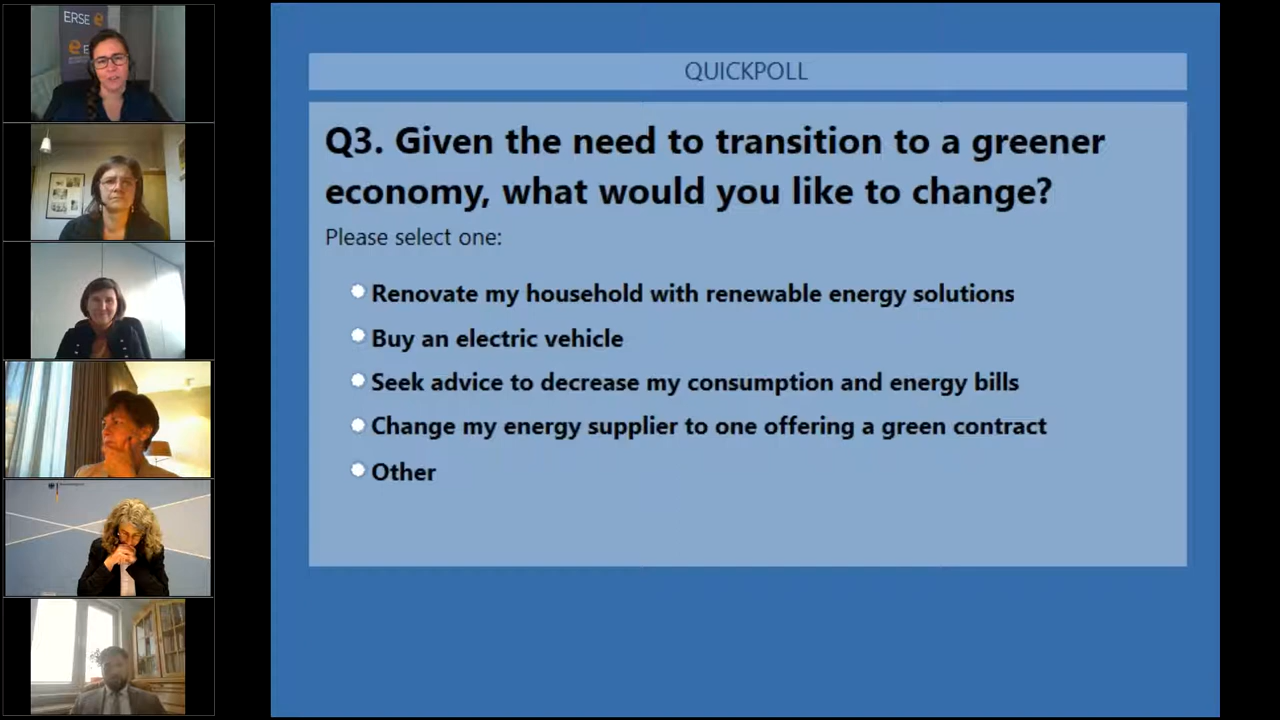 ERSE
QUICKPOLL
Q3. Given the need to transition to a greener
economy, what would you like to change?
Please select one:
Renovate my household with renewable energy solutions
Buy an electric vehicle
Seek advice to decrease my consumption and energy bills
Change my energy supplier to one offering a green contract
Other